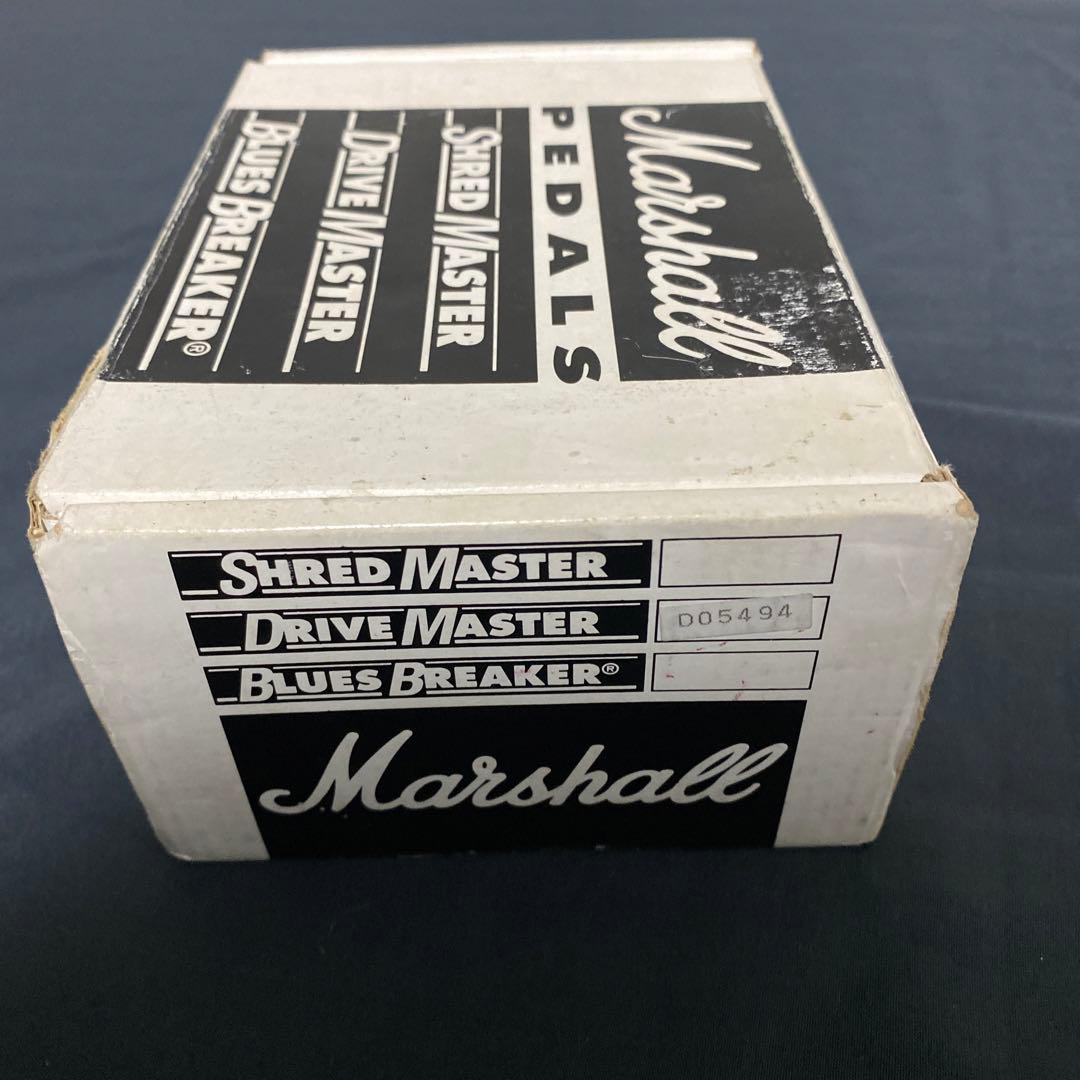 Marshall
PEDALS
SHRED MASTER
DRIVE MASTER
BLUES BREAKER®
SHRED MASTER
DRIVE MASTER D05494
BLUES BREAKER®
Marshall